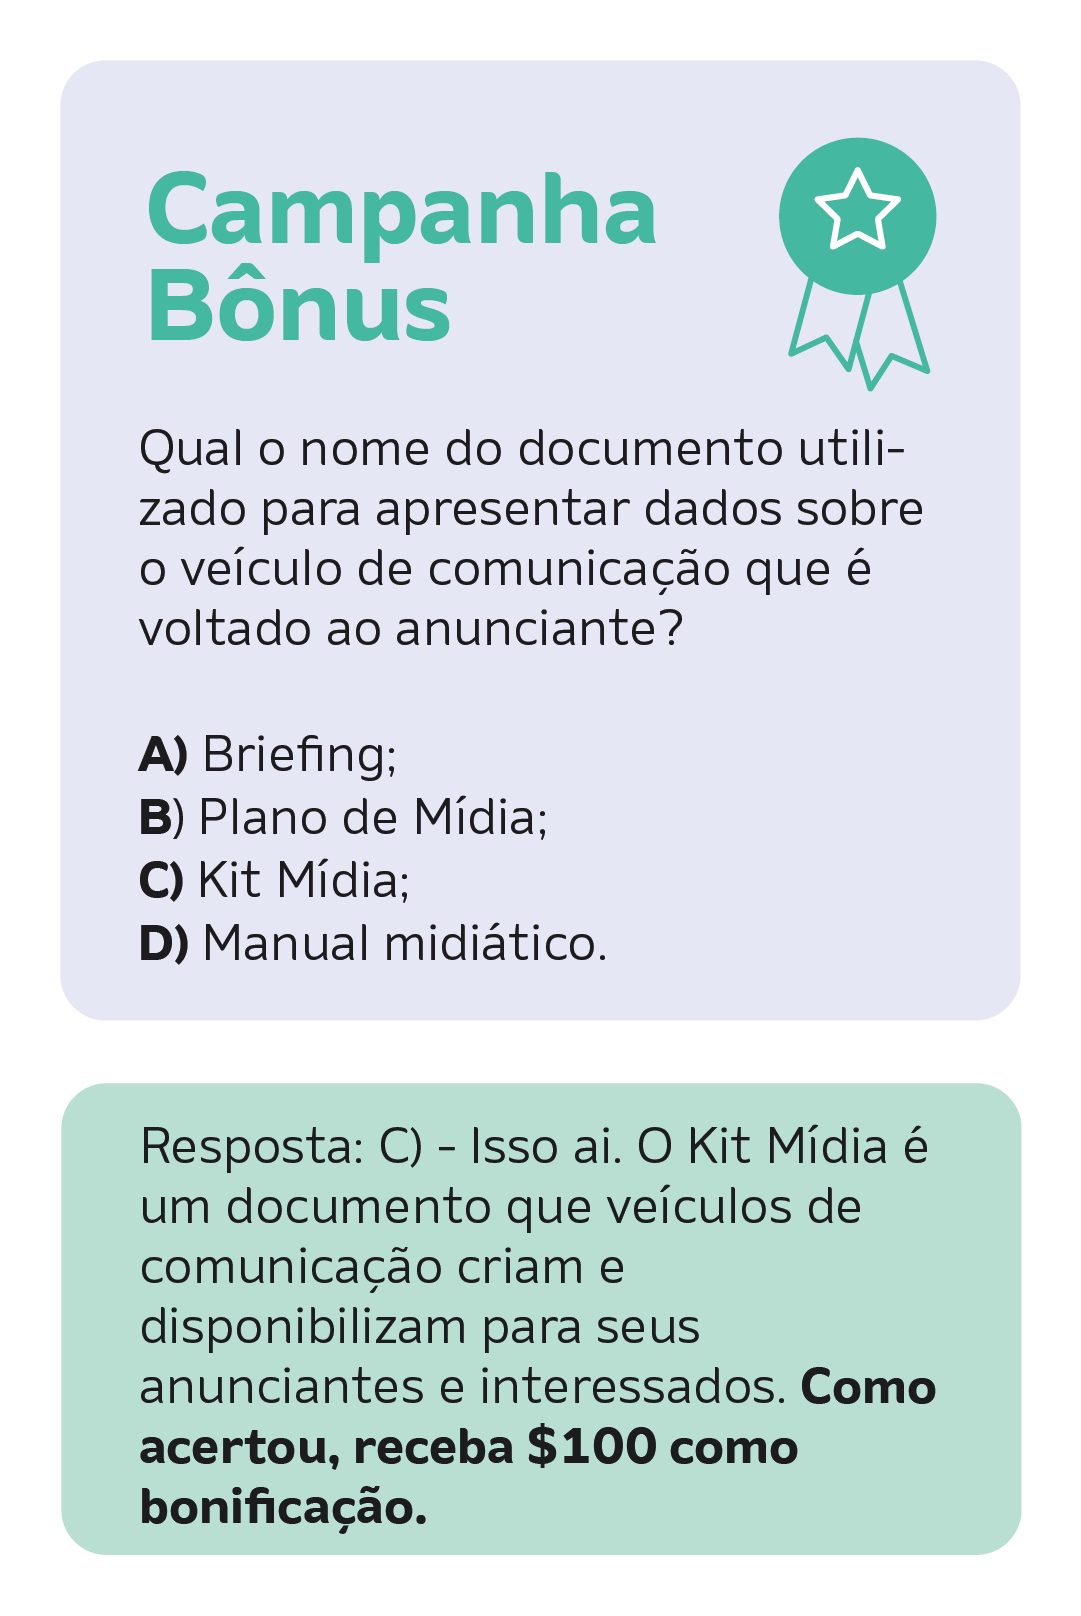 Campanha
Bônus
Qual o nome do documento utili-
zado para apresentar dados sobre
o veículo de comunicação que é
voltado ao anunciante?
A) Briefing;
B) Plano de Mídia;
C) Kit Mídia;
D) Manual midiático.
Resposta: C) - Isso ai. O Kit Mídia é
um documento que veículos de
comunicação criam e
disponibilizam para seus
anunciantes e interessados. Como
acertou, receba $100 como
bonificação.